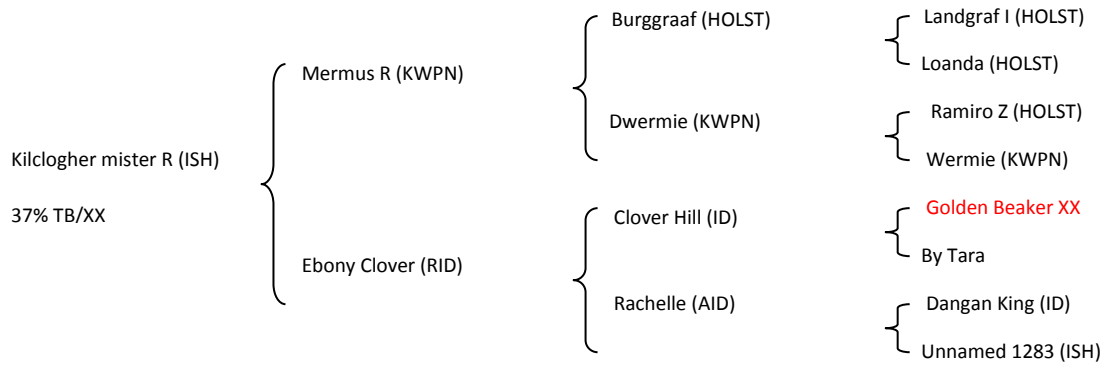 Kilclogher mister R (ISH)
37% TB/XX
Mermus R (KWPN)
Ebony Clover (RID)
Burggraaf (HOLST)
Dwermie (KWPN)
Clover Hill (ID)
Rachelle (AID)
Landgraf I (HOLST)
Loanda (HOLST)
Ramiro Z (HOLST)
Wermie (KWPN)
Golden Beaker XX
By Tara
Dangan King (ID)
Unnamed 1283 (ISH)